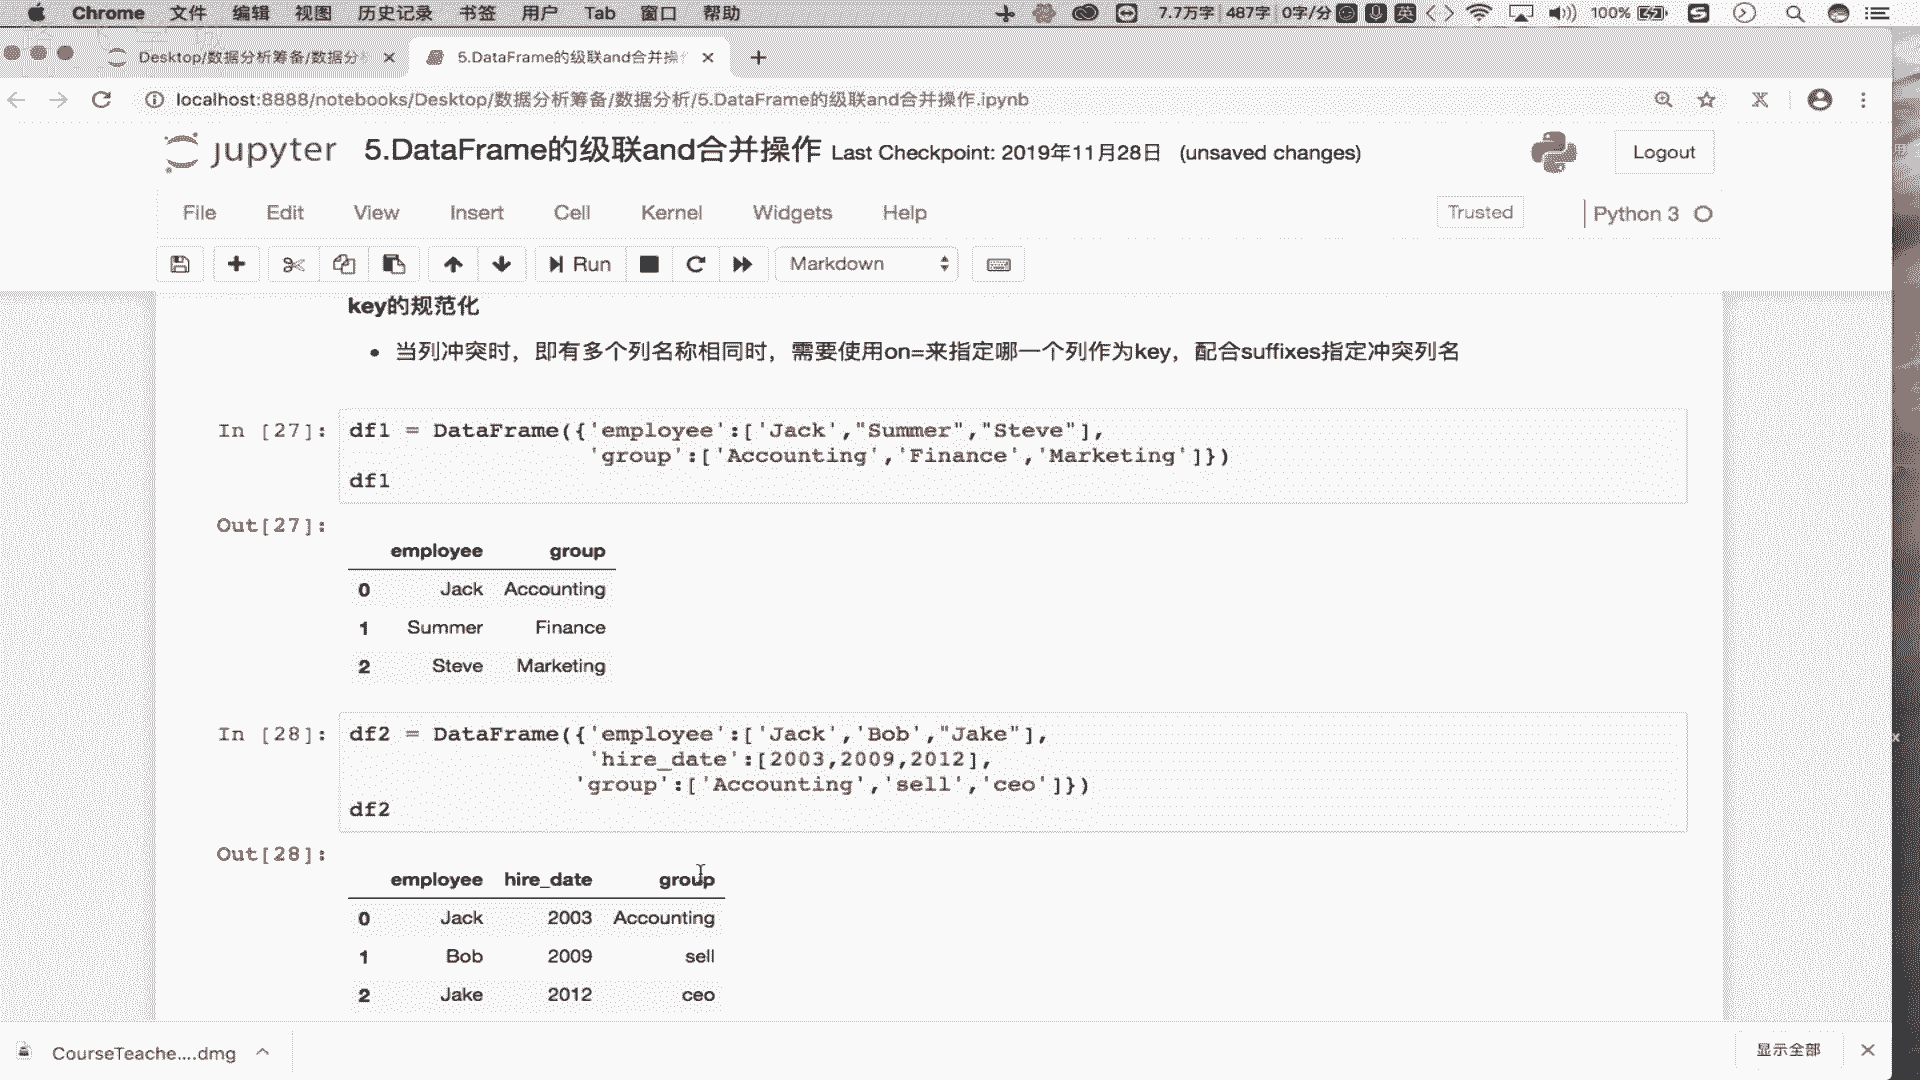 Chrome 文件 编辑 视图 历史记录 书签 用户 Tab 窗口 帮助 7.7万字 487字 0字/分 英 100%
Desktop/数据分析筹备/数据分 5.DataFrame的级联and合并操
localhost:8888/notebooks/Desktop/数据分析筹备/数据分析/5.DataFrame的级联and合并操作.ipynb
jupyter 5.DataFrame的级联and合并操作 Last Checkpoint: 2019年11月28日 (unsaved changes) Logout
File Edit View Insert Cell Kernel Widgets Help Trusted Python 3
Run Markdown
key的规范化
• 当列冲突时，即有多个列名称相同时，需要使用on=来指定哪一个列作为key，配合suffixes指定冲突列名
In [27]: df1 = DataFrame({'employee':['Jack',"Summer","Steve"],
'group':['Accounting','Finance','Marketing']})
df1
Out[27]:
employee group
0 Jack Accounting
1 Summer Finance
2 Steve Marketing
In [28]: df2 = DataFrame({'employee':['Jack','Bob',"Jake"],
'hire_date':[2003,2009,2012],
'group':['Accounting','sell','ceo']})
df2
Out[28]:
employee hire_date group
0 Jack 2003 Accounting
1 Bob 2009 sell
2 Jake 2012 ceo
CourseTeache....dmg 显示全部